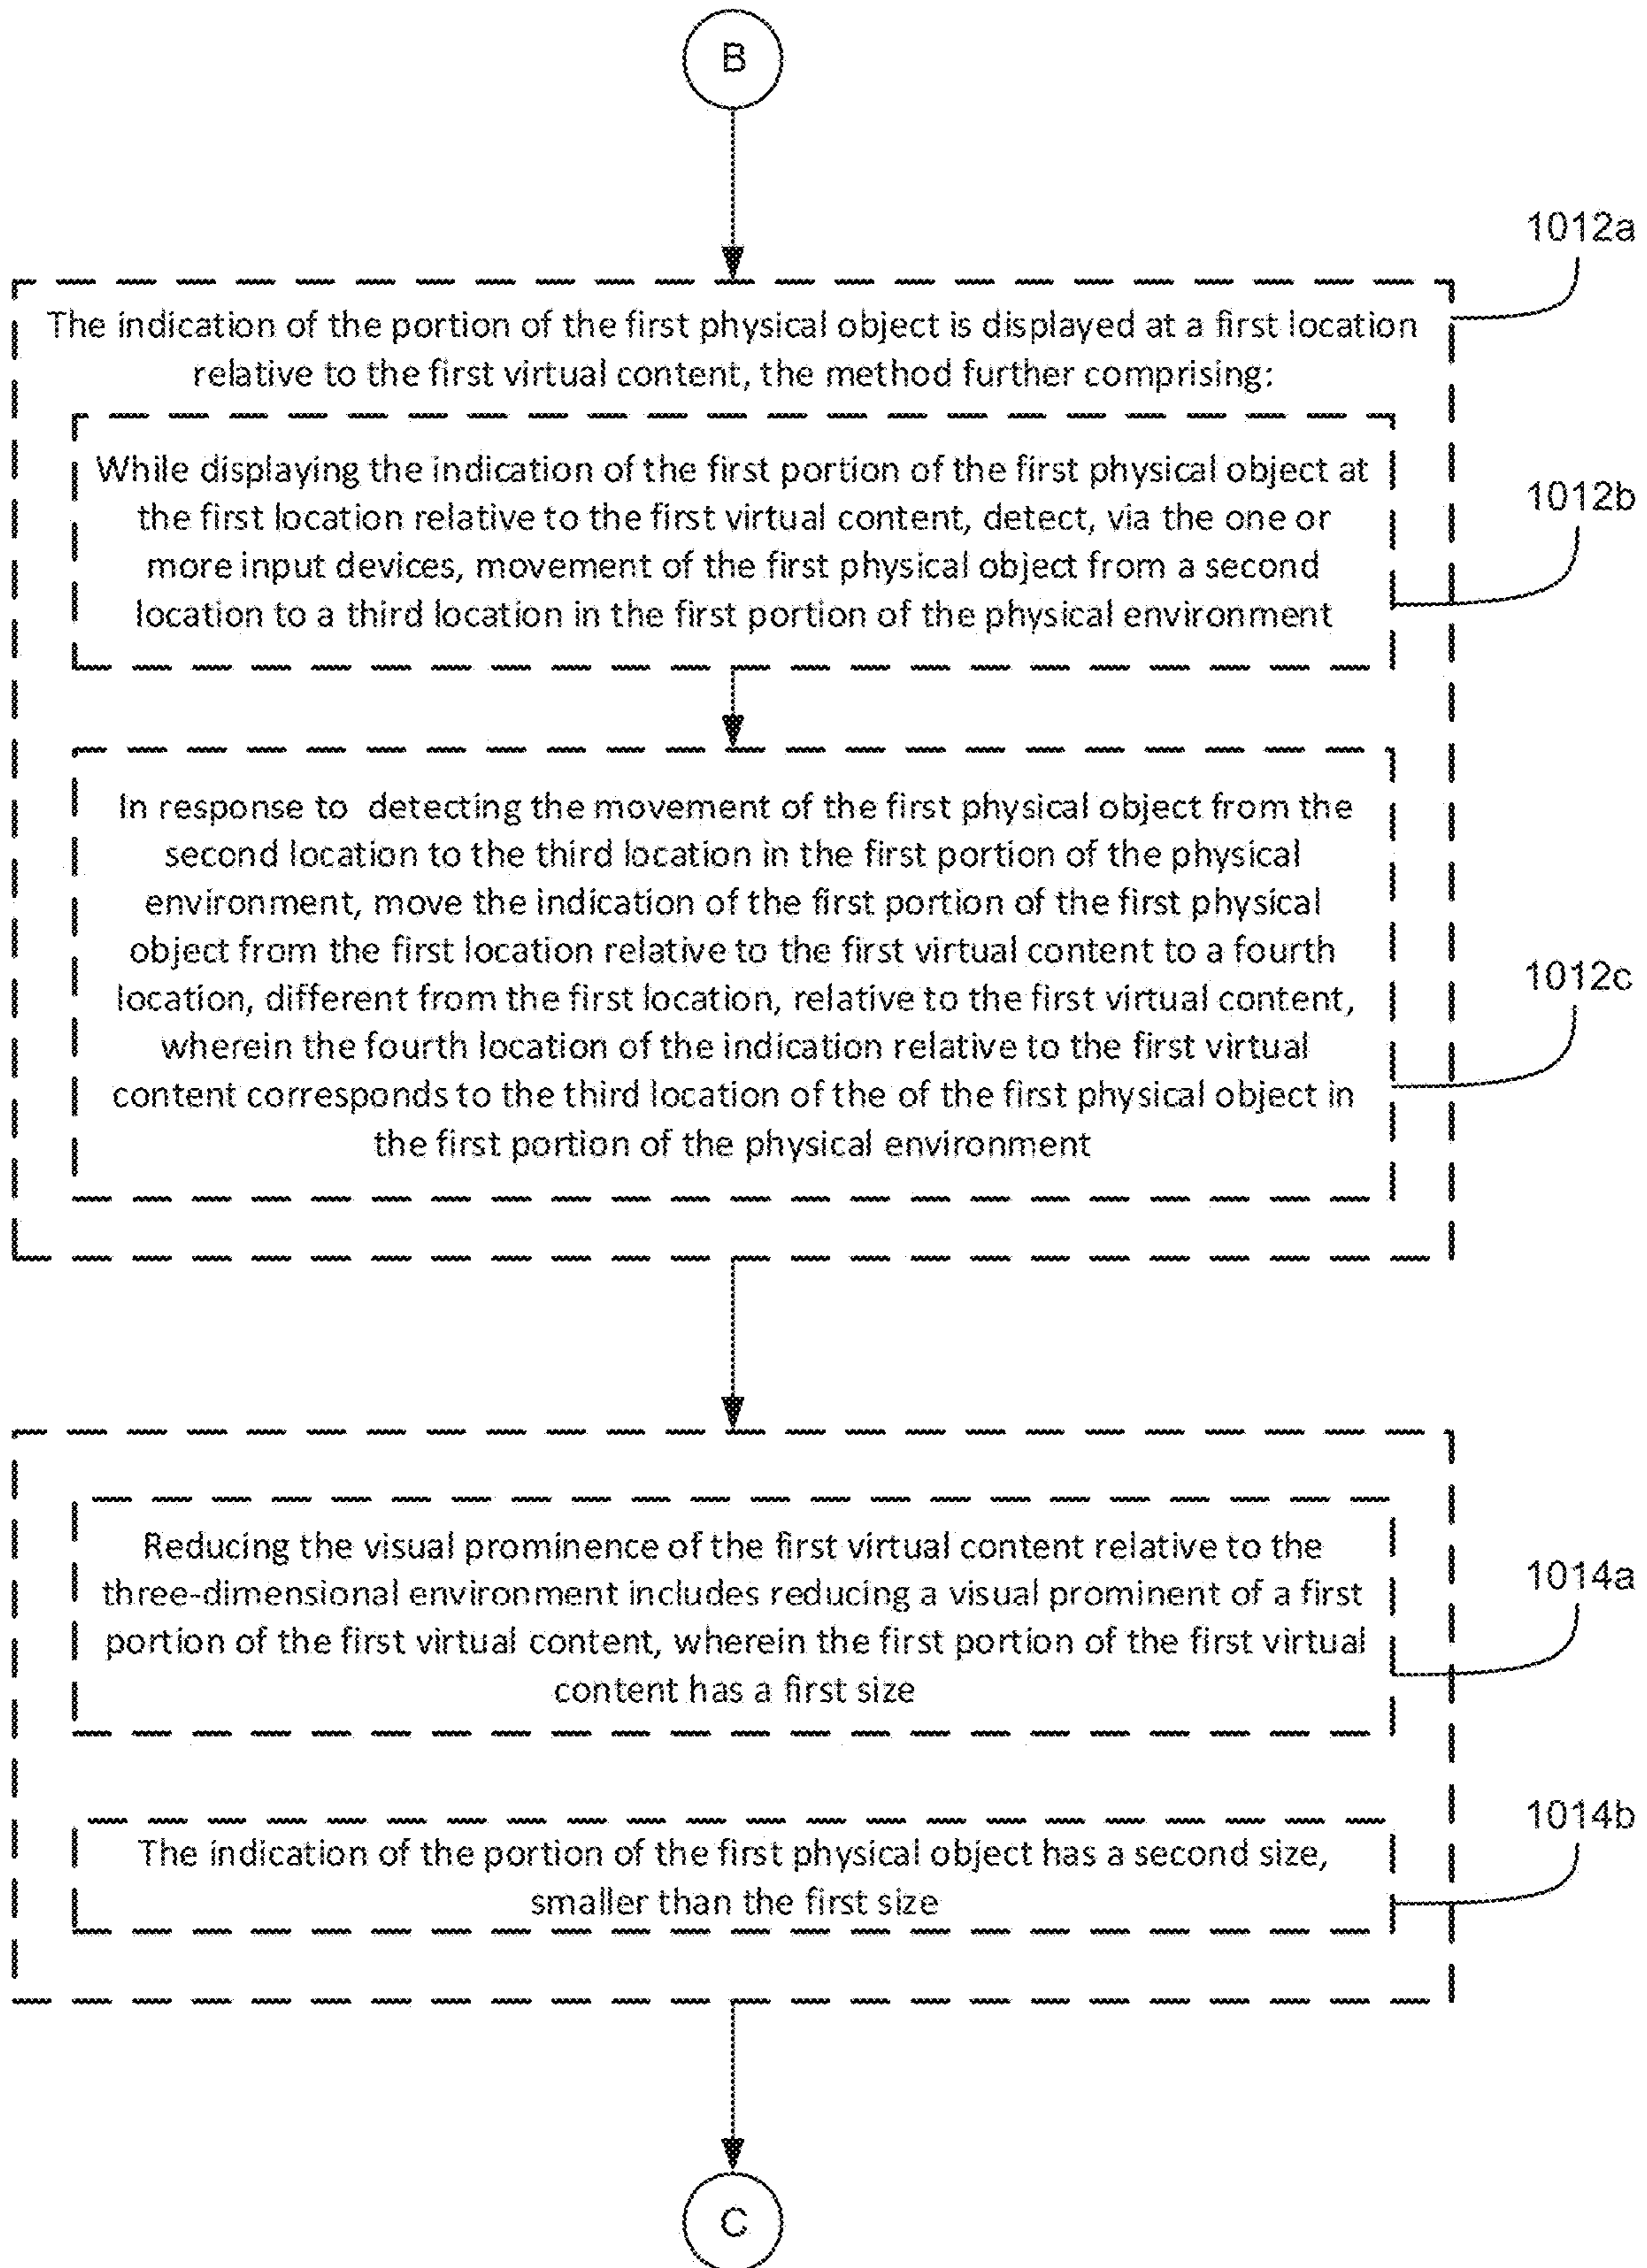 B
1012a
The indication of the portion of the first physical object is displayed at a first location
relative to the first virtual content, the method further comprising:
While displaying the indication of the first portion of the first physical object at
the first location relative to the first virtual content, detect, via the one or
more input devices, movement of the first physical object from a second
location to a third location in the first portion of the physical environment
1012b
In response to detecting the movement of the first physical object from the
second location to the third location in the first portion of the physical
environment, move the indication of the first portion of the first physical
object from the first location relative to the first virtual content to a fourth
location, different from the first location, relative to the first virtual content,
wherein the fourth location of the indication relative to the first virtual
content corresponds to the third location of the of the first physical object in
the first portion of the physical environment
1012c
Reducing the visual prominence of the first virtual content relative to the
three-dimensional environment includes reducing a visual prominent of a first
portion of the first virtual content, wherein the first portion of the first virtual
content has a first size
1014a
The indication of the portion of the first physical object has a second size,
smaller than the first size
1014b
C